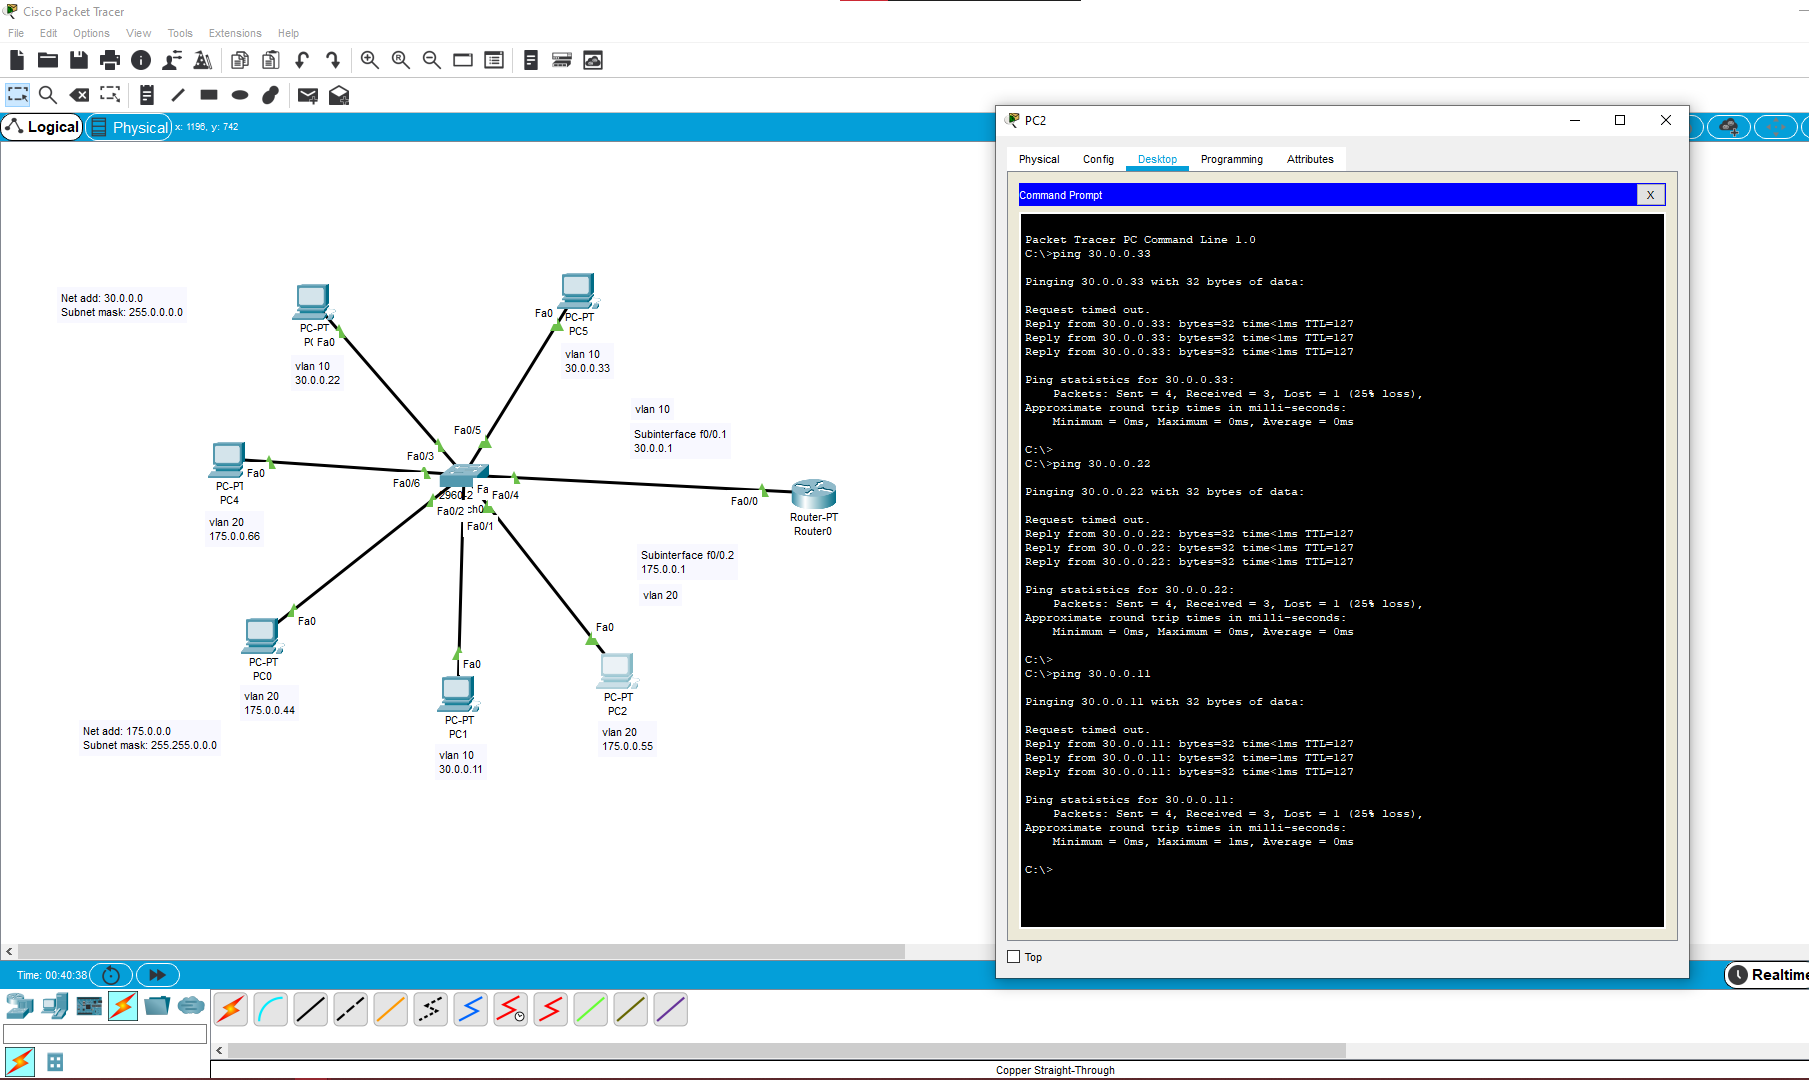 Cisco Packet Tracer
File Edit Options View Tools Extensions Help
Logical
Physical
x: 1196, y: 742
Net add: 30.0.0.0
Subnet mask: 255.0.0.0.0
PC-PT
Fa0
vlan 10
30.0.0.22
Fa0
PC-PT
PC5
vlan 10
30.0.0.33
vlan 10
Subinterface f0/0.1
30.0.0.1
Fa0/5
Fa0/3
Fa0/6
Fa0/4
Fa0/2
Fa0/1
Fa0
PC-PT
PC4
vlan 20
175.0.0.66
Fa0/0
Router-PT
Router0
Subinterface f0/0.2
175.0.0.1
vlan 20
Fa0
PC-PT
PC0
vlan 20
175.0.0.44
Fa0
PC-PT
PC1
vlan 10
30.0.0.11
Fa0
PC-PT
PC2
vlan 20
175.0.0.55
Net add: 175.0.0.0
Subnet mask: 255.255.0.0.0
PC2
Physical Config Desktop Programming Attributes
Command Prompt
X
Packet Tracer PC Command Line 1.0
C:\>ping 30.0.0.33
Pinging 30.0.0.33 with 32 bytes of data:
Request timed out.
Reply from 30.0.0.33: bytes=32 time<1ms TTL=127
Reply from 30.0.0.33: bytes=32 time<1ms TTL=127
Reply from 30.0.0.33: bytes=32 time<1ms TTL=127
Ping statistics for 30.0.0.33:
Packets: Sent = 4, Received = 3, Lost = 1 (25% loss),
Approximate round trip times in milli-seconds:
Minimum = 0ms, Maximum = 0ms, Average = 0ms
C:\>
C:\>ping 30.0.0.22
Pinging 30.0.0.22 with 32 bytes of data:
Request timed out.
Reply from 30.0.0.22: bytes=32 time<1ms TTL=127
Reply from 30.0.0.22: bytes=32 time<1ms TTL=127
Reply from 30.0.0.22: bytes=32 time<1ms TTL=127
Ping statistics for 30.0.0.22:
Packets: Sent = 4, Received = 3, Lost = 1 (25% loss),
Approximate round trip times in milli-seconds:
Minimum = 0ms, Maximum = 0ms, Average = 0ms
C:\>
C:\>ping 30.0.0.11
Pinging 30.0.0.11 with 32 bytes of data:
Request timed out.
Reply from 30.0.0.11: bytes=32 time<1ms TTL=127
Reply from 30.0.0.11: bytes=32 time=1ms TTL=127
Reply from 30.0.0.11: bytes=32 time<1ms TTL=127
Ping statistics for 30.0.0.11:
Packets: Sent = 4, Received = 3, Lost = 1 (25% loss),
Approximate round trip times in milli-seconds:
Minimum = 0ms, Maximum = 1ms, Average = 0ms
C:\>
Top
Time: 00:40:38
Realtime
Copper Straight-Through